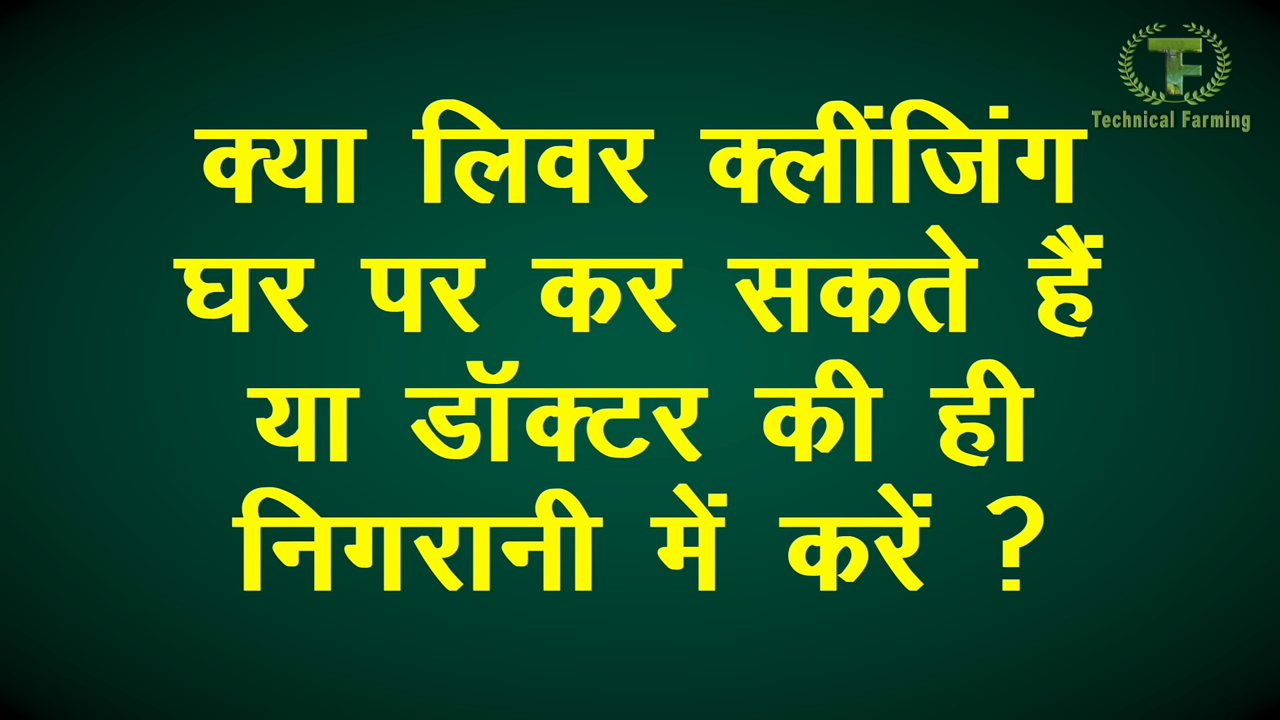 Technical Farming
क्या लिवर क्लींजिंग
घर पर कर सकते हैं
या डॉक्टर की ही
निगरानी में करें ?